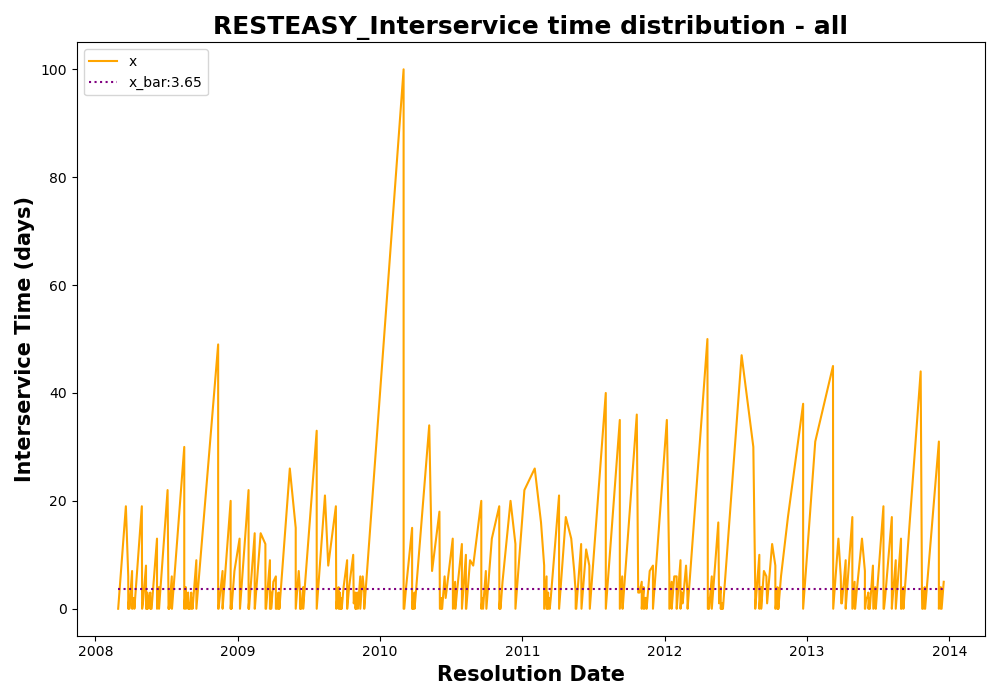 RESTEASY_Interservice time distribution - all
x
x_bar:3.65
Interservice Time (days)
100
80
60
40
20
0
2008 2009 2010 2011 2012 2013 2014
Resolution Date